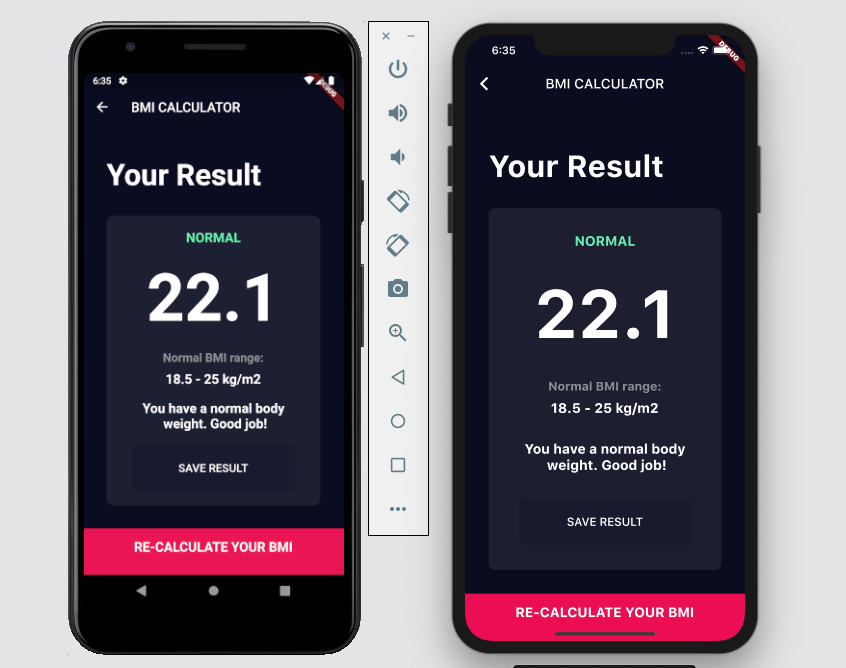 6:35
DEBUG
BMI CALCULATOR
Your Result
NORMAL
22.1
Normal BMI range:
18.5 - 25 kg/m2
You have a normal body
weight. Good job!
SAVE RESULT
RE-CALCULATE YOUR BMI
6:35
DEBUG
BMI CALCULATOR
Your Result
NORMAL
22.1
Normal BMI range:
18.5 - 25 kg/m2
You have a normal body
weight. Good job!
SAVE RESULT
RE-CALCULATE YOUR BMI